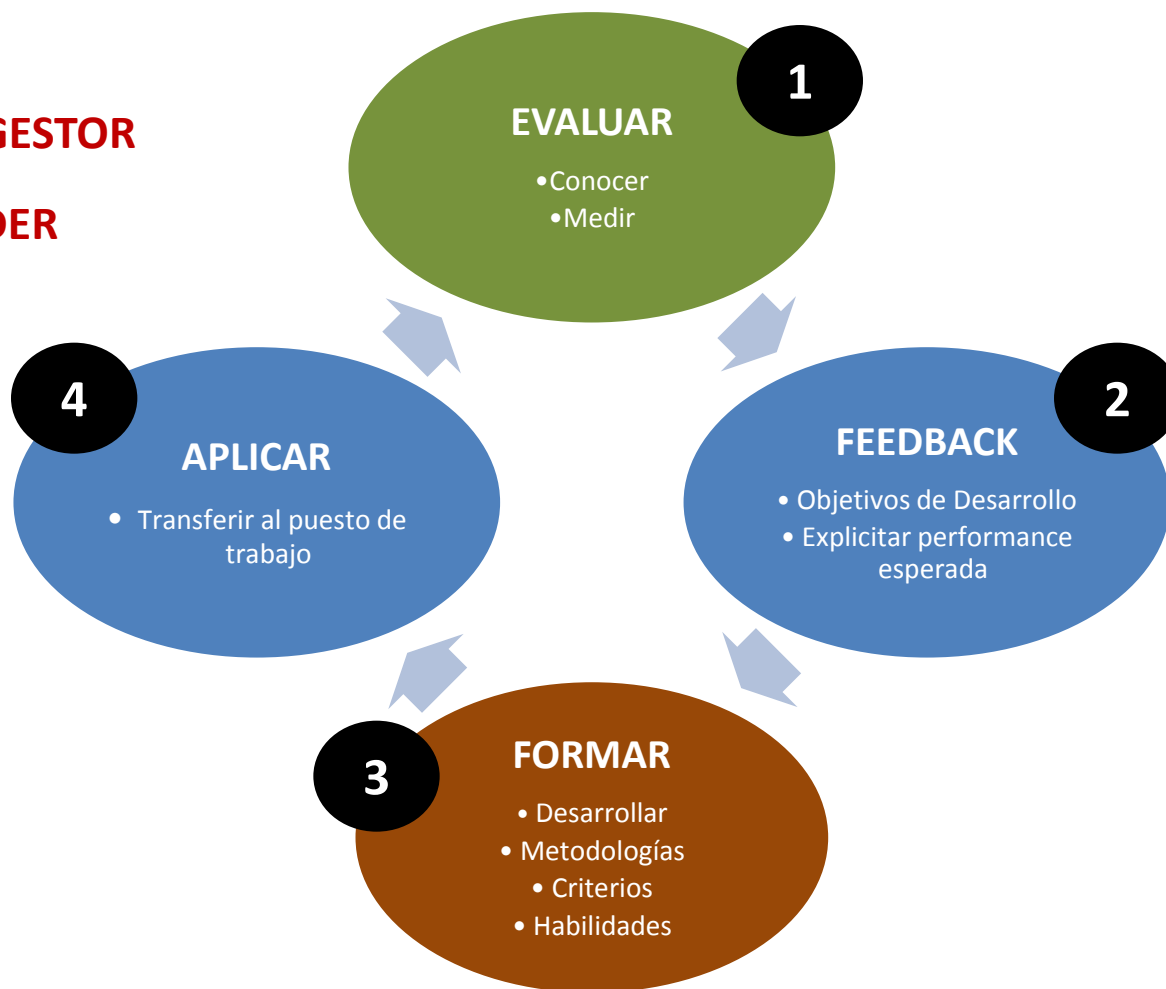 GESTOR
DER
1
EVALUAR
•Conocer
•Medir
2
FEEDBACK
• Objetivos de Desarrollo
• Explicitar performance
esperada
3
FORMAR
• Desarrollar
• Metodologías
• Criterios
• Habilidades
4
APLICAR
• Transferir al puesto de
trabajo